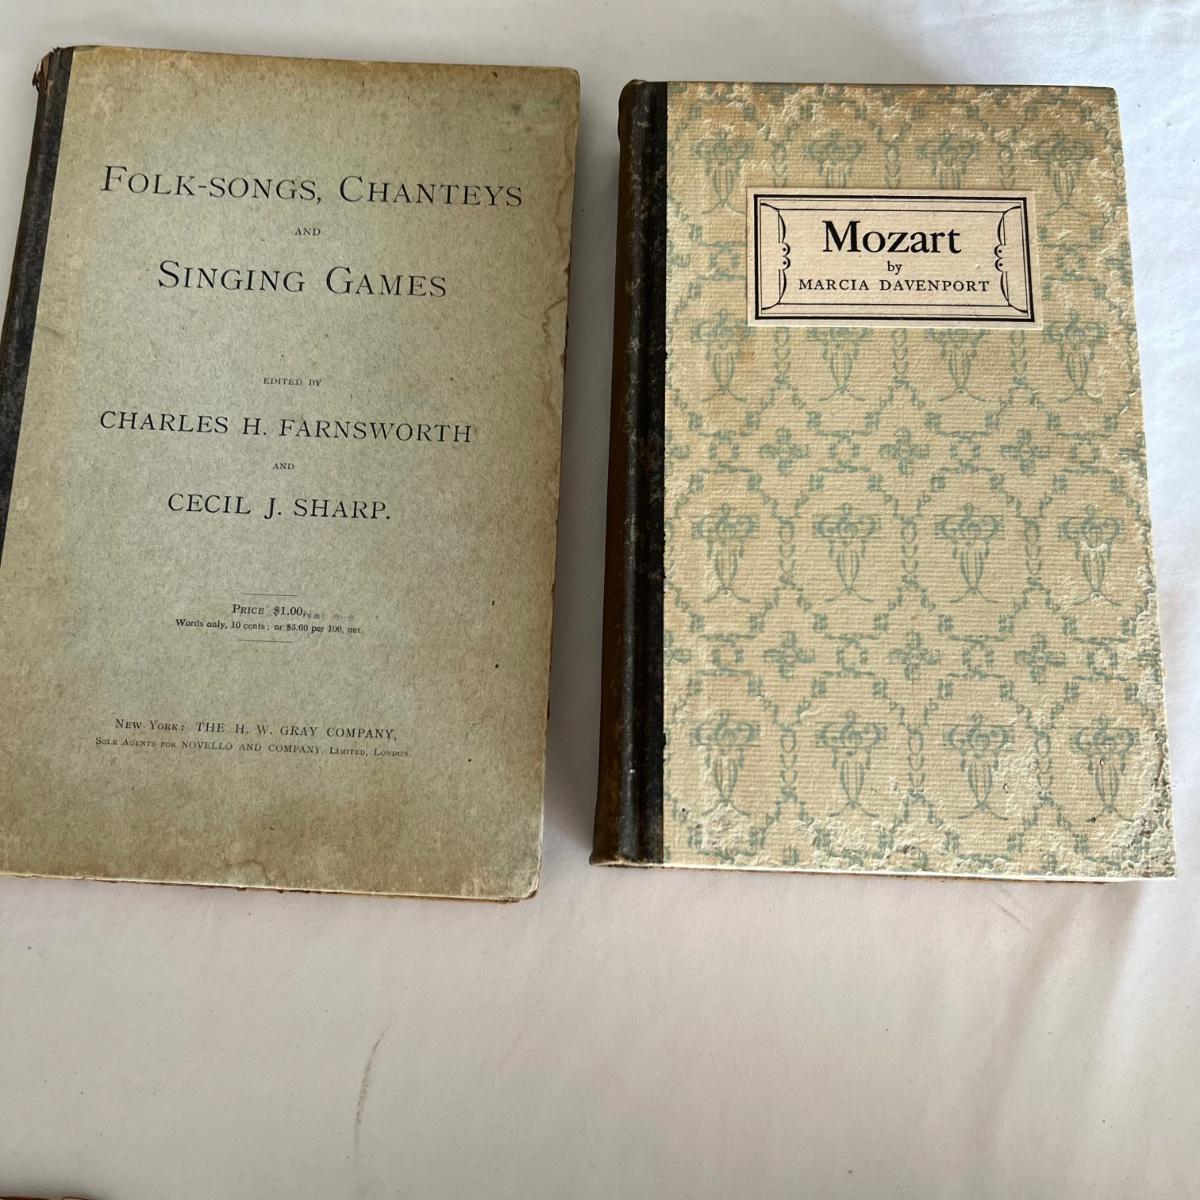 FOLK-SONGS, CHANTEYS
AND
SINGING GAMES
EDITED BY
CHARLES H. FARNSWORTH
AND
CECIL J. SHARP.
PRICE $1.00,
Words only, 10 cents; or $5.00 per 100, net.
NEW YORK: THE H. W. GRAY COMPANY,
SOLE AGENTS FOR NOVELLO AND COMPANY, LIMITED, LONDON.
Mozart
by
MARCIA DAVENPORT